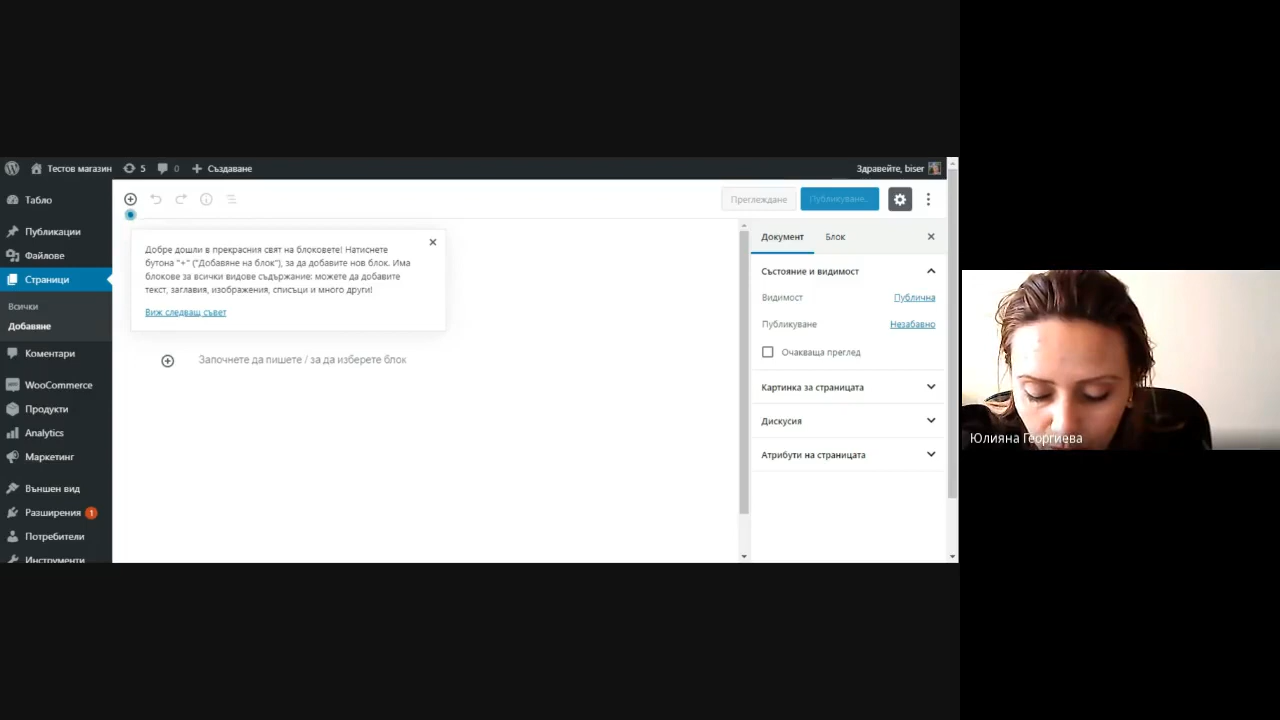 Тестов магазин
5
0
Създаване
Здравейте, biser
Табло
Публикации
Файлове
Страници
Всички
Добавяне
Коментари
WooCommerce
Продукти
Analytics
Маркетинг
Външен вид
Разширения 1
Потребители
Инструменти
Преглеждане
Публикуване...
Добре дошли в прекрасния свят на блоковете! Натиснете
бутона "+" ("Добавяне на блок"), за да добавите нов блок. Има
блокове за всички видове съдържание: можете да добавите
текст, заглавия, изображения, списъци и много други!
Виж следващ съвет
Започнете да пишете / за да изберете блок
Документ
Блок
Състояние и видимост
Видимост
Публична
Публикуване
Незабавно
Очакваща преглед
Картинка за страницата
Дискусия
Атрибути на страницата
Юлияна Георгиева